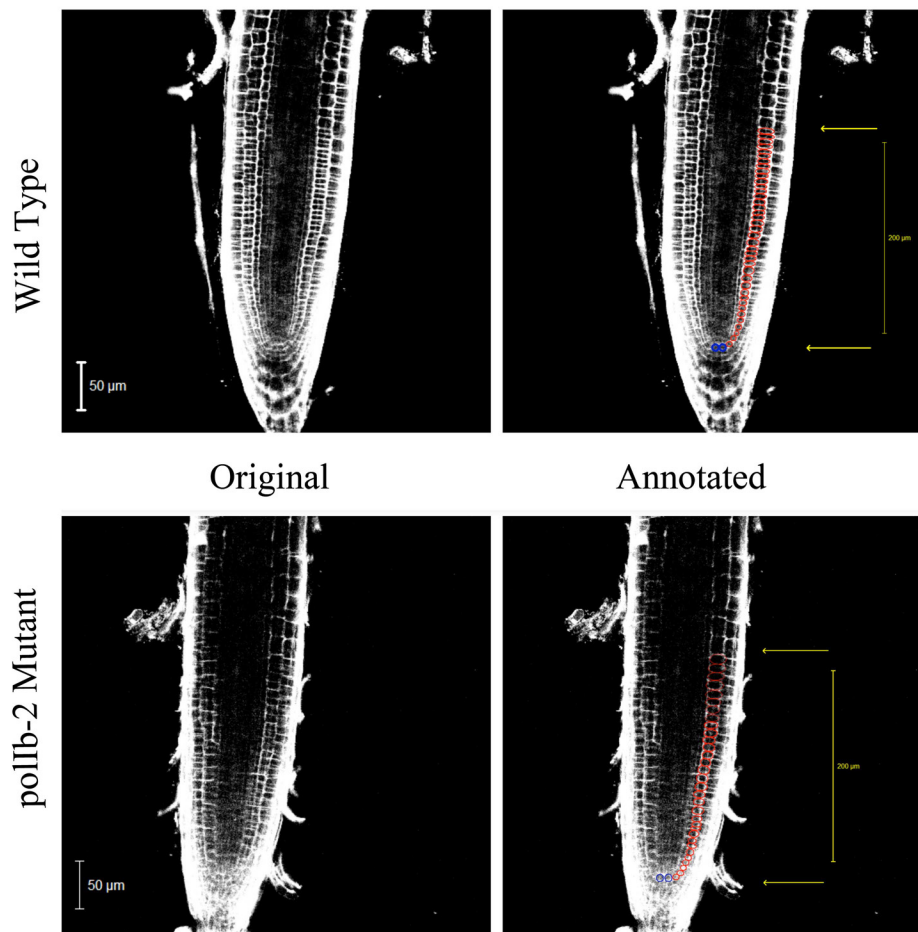 Wild Type
50 µm
200 µm
Original
Annotated
polIb-2 Mutant
50 µm
200 µm